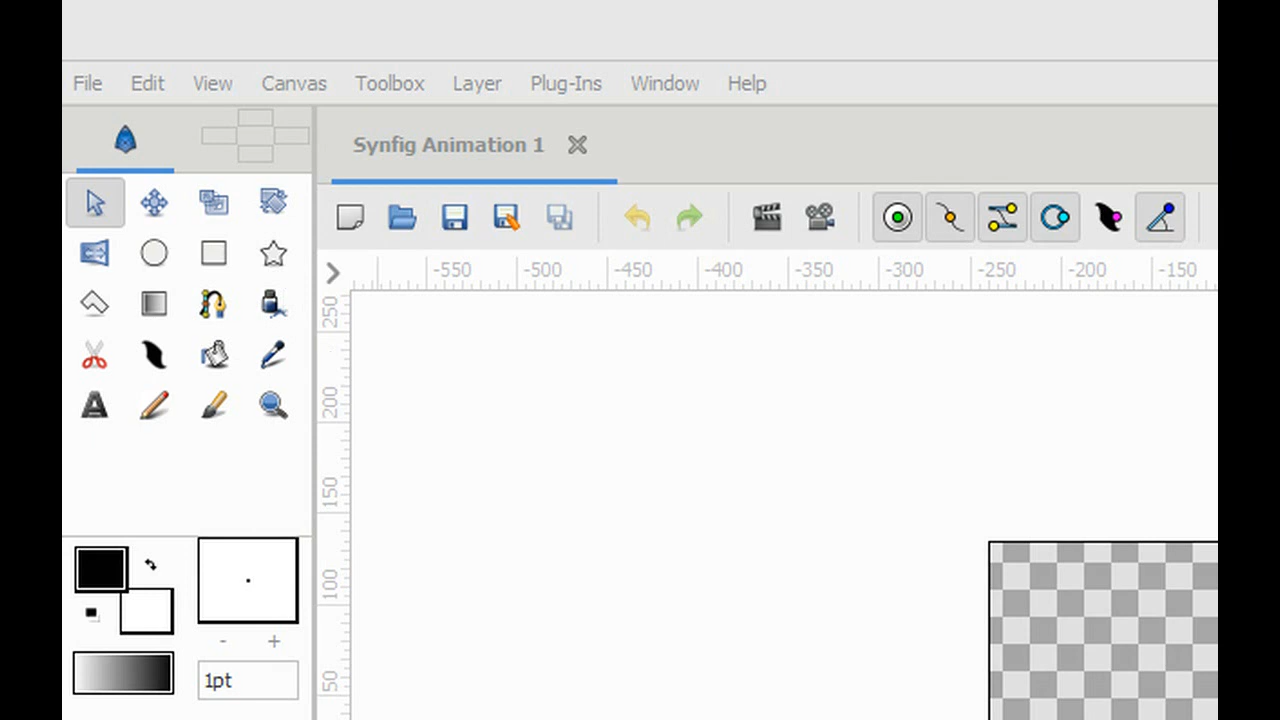 File Edit View Canvas Toolbox Layer Plug-Ins Window Help
Synfig Animation 1
-550 -500 -450 -400 -350 -300 -250 -200 -150
250
200
150
100
50
- +
1pt